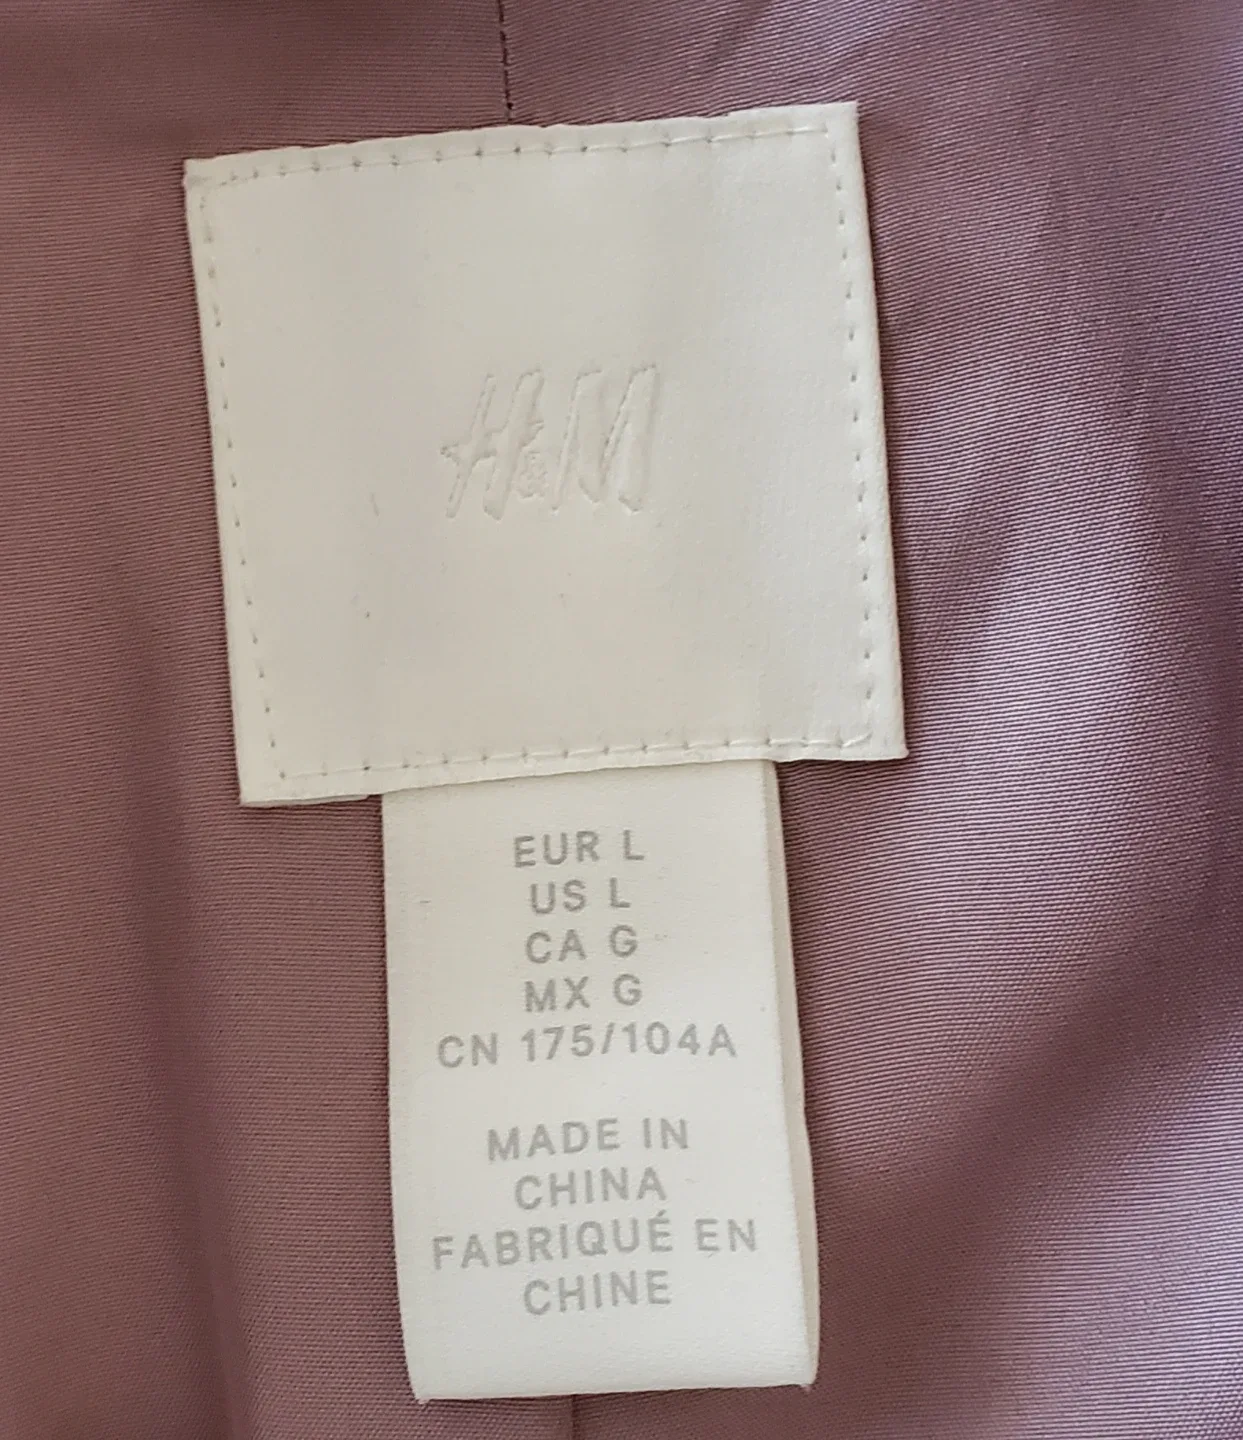 H&M
EUR L
US L
CA G
MX G
CN 175/104A
MADE IN
CHINA
FABRIQUÉ EN
CHINE